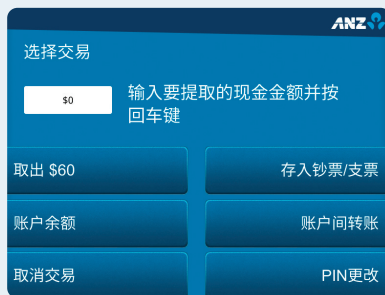 ANZ
选择交易
$0
输入要提取的现金金额并按
回车键
取出 $60
存入钞票/支票
账户余额
账户间转账
取消交易
PIN更改